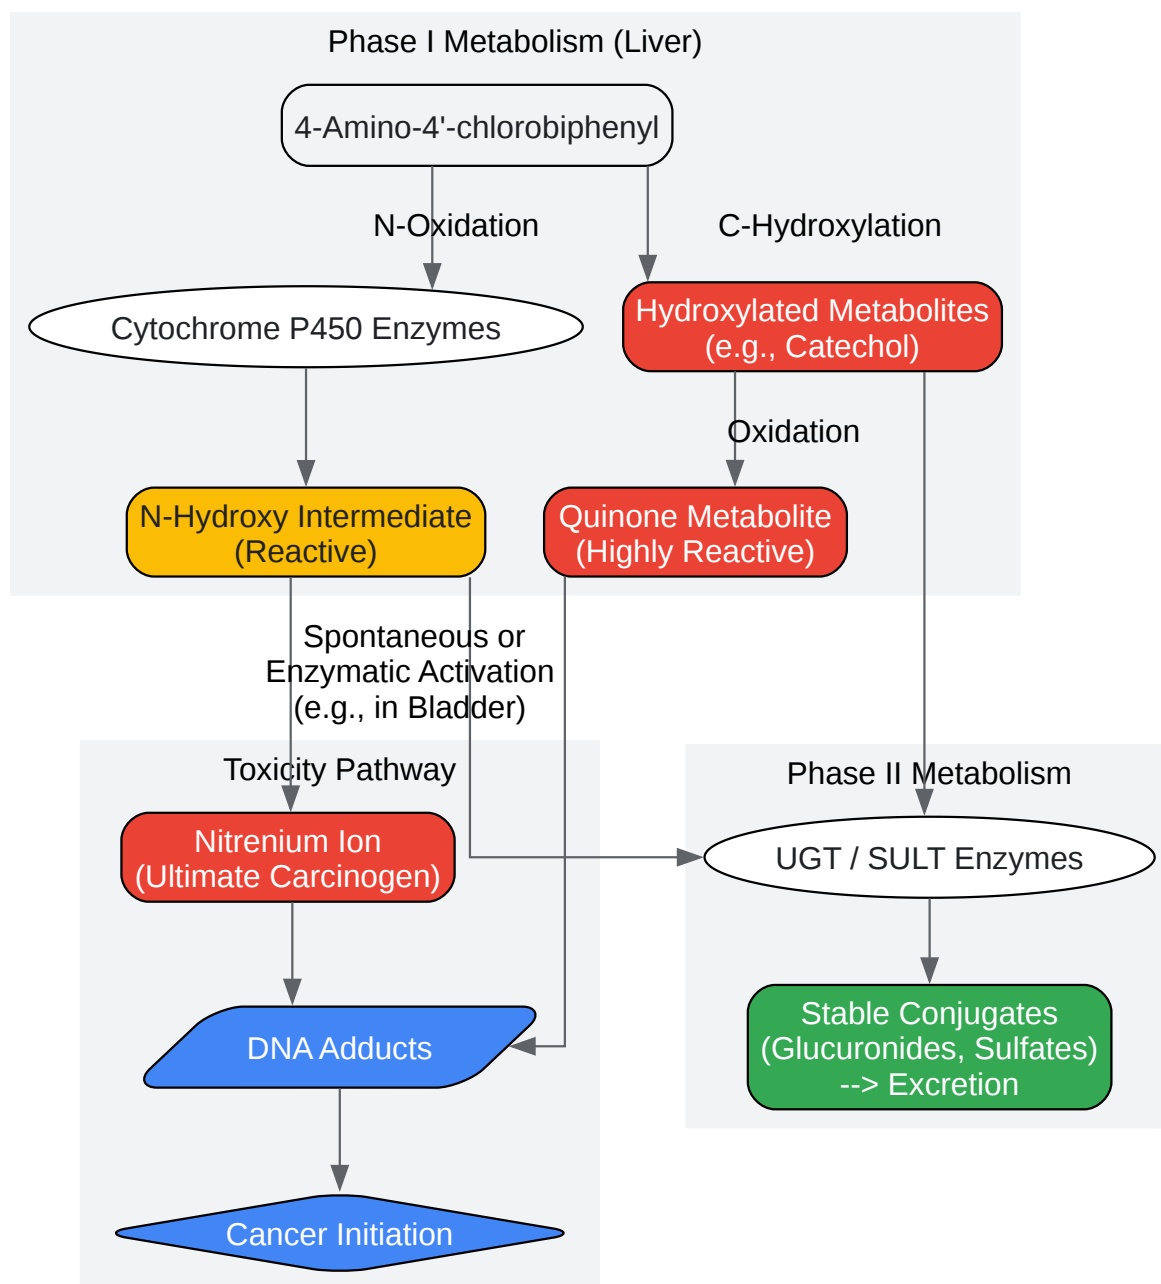 Phase I Metabolism (Liver)
4-Amino-4'-chlorobiphenyl
N-Oxidation
C-Hydroxylation
Cytochrome P450 Enzymes
Hydroxylated Metabolites
(e.g., Catechol)
Oxidation
N-Hydroxy Intermediate
(Reactive)
Quinone Metabolite
(Highly Reactive)
Spontaneous or
Enzymatic Activation
(e.g., in Bladder)
Toxicity Pathway
Nitrenium Ion
(Ultimate Carcinogen)
DNA Adducts
Cancer Initiation
Phase II Metabolism
UGT / SULT Enzymes
Stable Conjugates
(Glucuronides, Sulfates)
--> Excretion